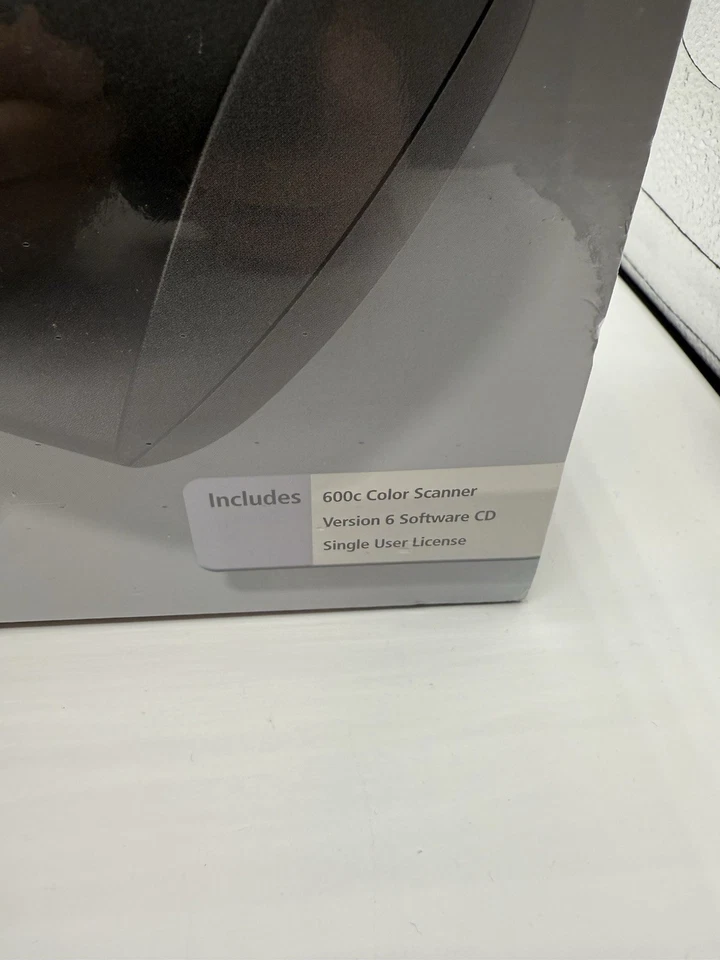 Includes
600c Color Scanner
Version 6 Software CD
Single User License